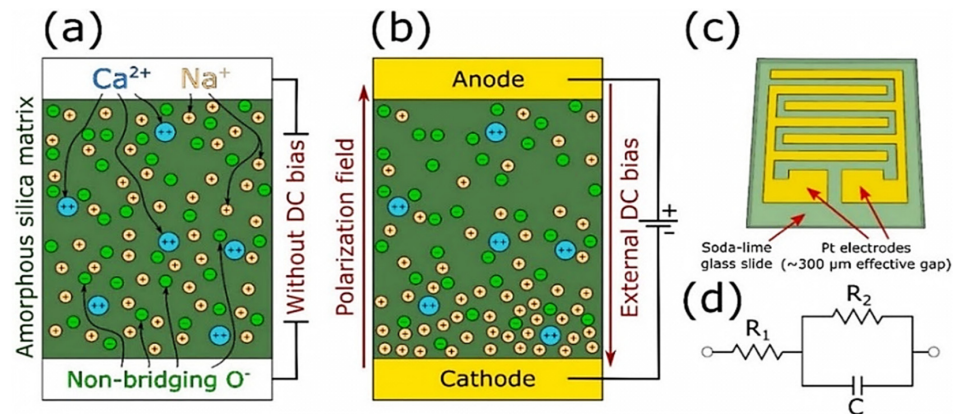 (a)
Ca²⁺ Na⁺
Amorphous silica matrix
Without DC bias
Non-bridging O⁻
(b)
Anode
Polarization field
External DC bias
+
-
Cathode
(c)
Soda-lime
glass slide
Pt electrodes
(~300 µm effective gap)
(d)
R₁
R₂
C